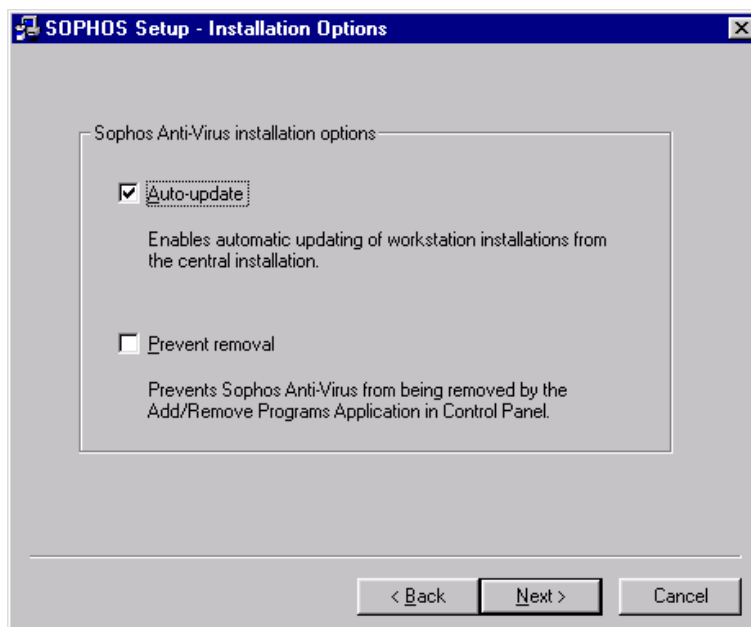 SOPHOS Setup - Installation Options
Sophos Anti-Virus installation options
Auto-update
Enables automatic updating of workstation installations from
the central installation.
Prevent removal
Prevents Sophos Anti-Virus from being removed by the
Add/Remove Programs Application in Control Panel.
< Back
Next >
Cancel